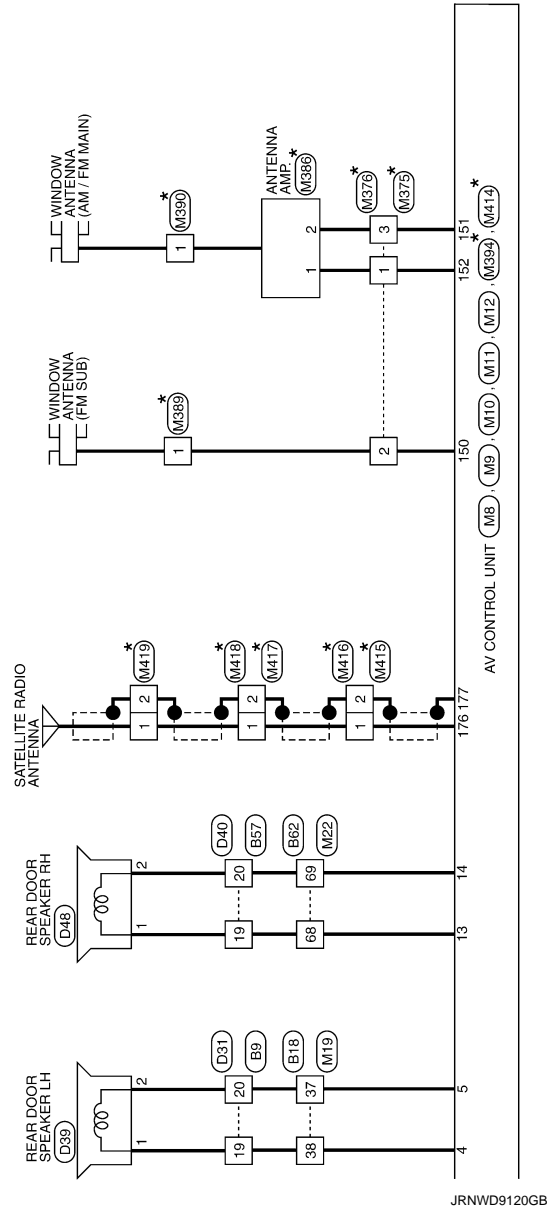 REAR DOOR
SPEAKER LH
D39
1
2
19
20
D31
B9
38
37
B18
M19
4
5
REAR DOOR
SPEAKER RH
D48
1
2
19
20
D40
B57
68
69
B62
M22
13
14
SATELLITE RADIO
ANTENNA
1
2
* M419
1
2
* M418
* M417
1
2
* M416
* M415
176
177
WINDOW
ANTENNA
(FM SUB)
1
* M389
2
150
WINDOW
ANTENNA
(AM / FM MAIN)
1
* M390
ANTENNA
AMP. *
M386
1
2
1
3
* M376
* M375
152
151
AV CONTROL UNIT M8 , M9 , M10 , M11 , M12 , * M394 , * M414
JRNWD9120GB